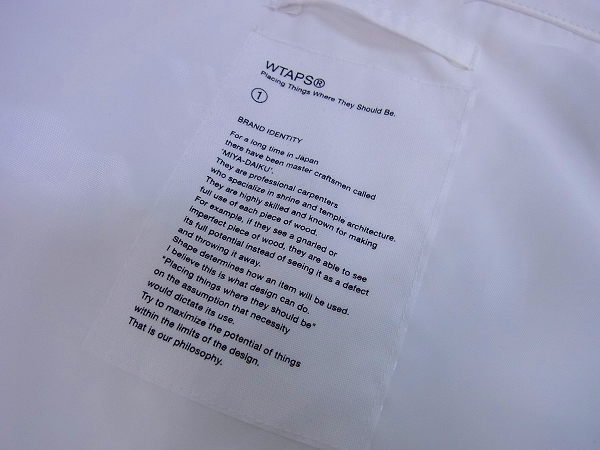 WTAPS®
Placing Things Where They Should Be.
①
BRAND IDENTITY
For a long time in Japan
there have been master craftsmen called
'MIYA-DAIKU'.
They are professional carpenters
who specialize in shrine and temple architecture.
They are highly skilled and known for making
full use of each piece of wood.
For example, if they see a gnarled or
imperfect piece of wood, they are able to see
its full potential instead of seeing it as a defect
and throwing it away.
Shape determines how an item will be used.
I believe this is what design can do.
"Placing things where they should be"
on the assumption that necessity
would dictate its use.
Try to maximize the potential of things
within the limits of the design.
That is our philosophy.